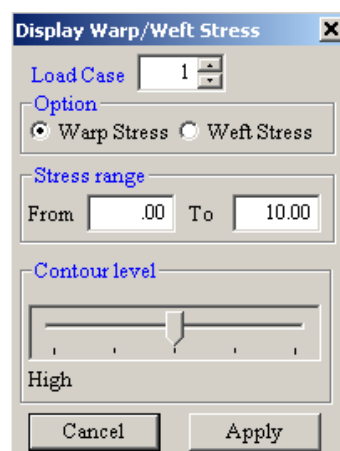 Display Warp/Weft Stress
Load Case 1
Option
Warp Stress Weft Stress
Stress range
From .00 To 10.00
Contour level
High
Cancel Apply